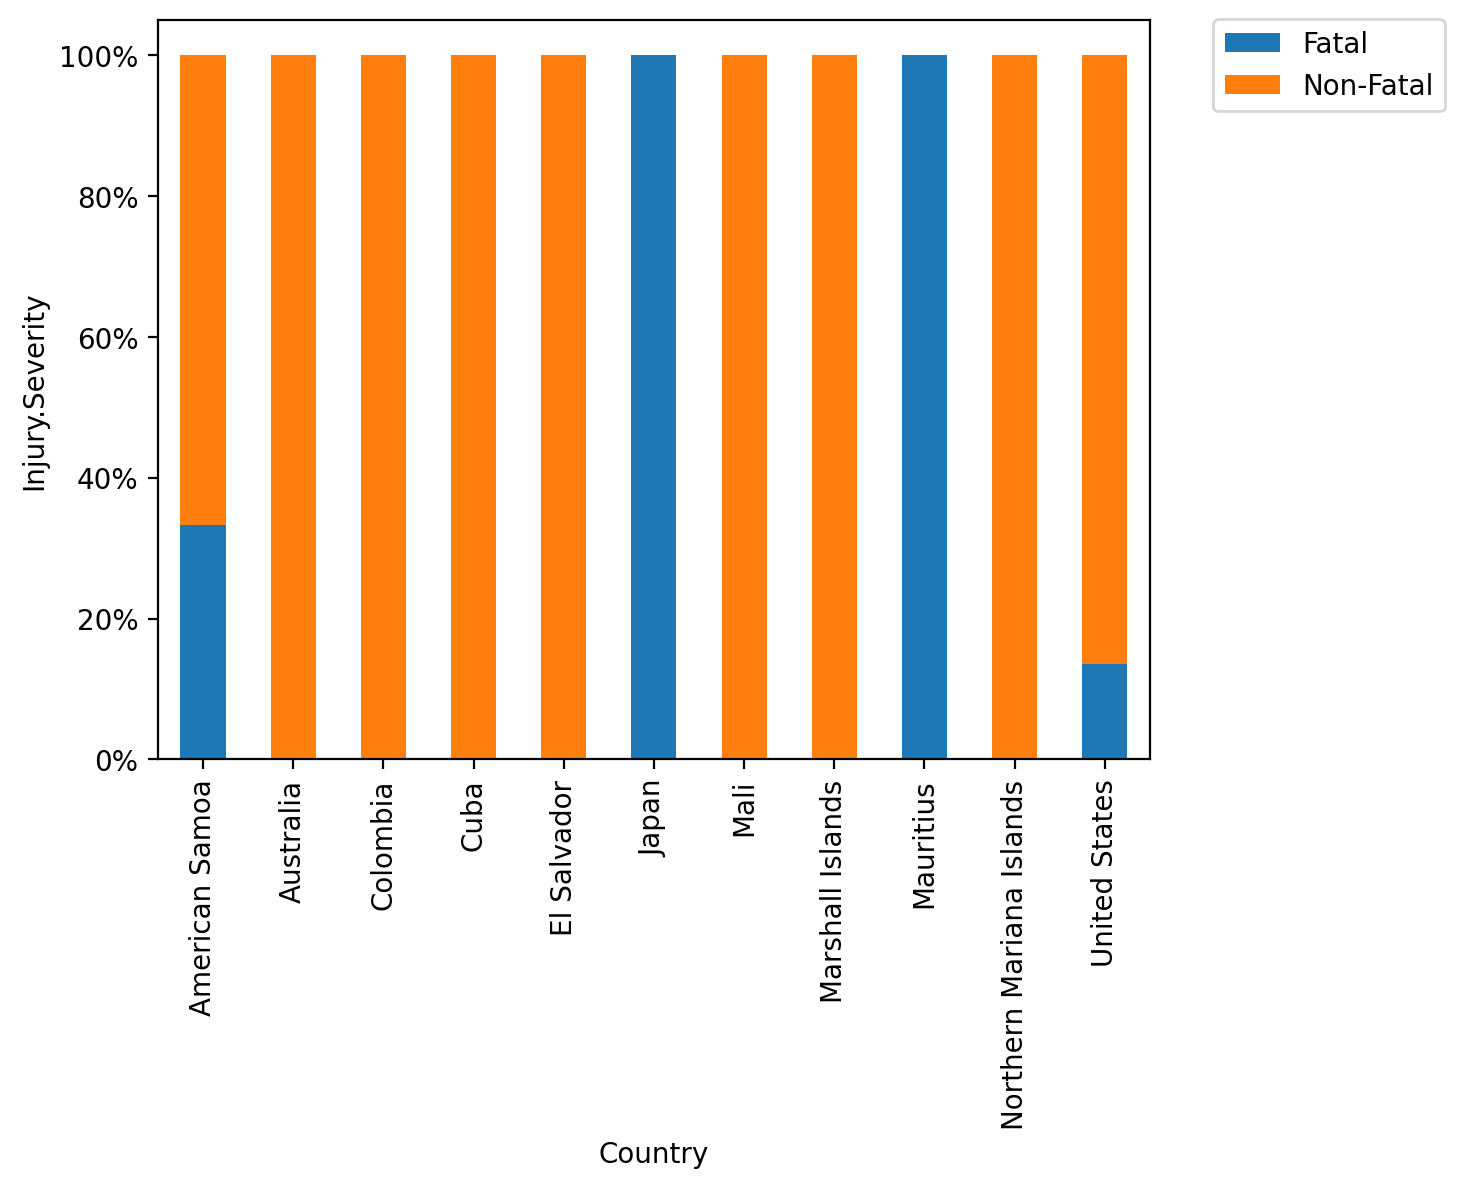 Fatal
Non-Fatal
100%
80%
60%
40%
20%
0%
Injury.Severity
American Samoa
Australia
Colombia
Cuba
El Salvador
Japan
Mali
Marshall Islands
Mauritius
Northern Mariana Islands
United States
Country